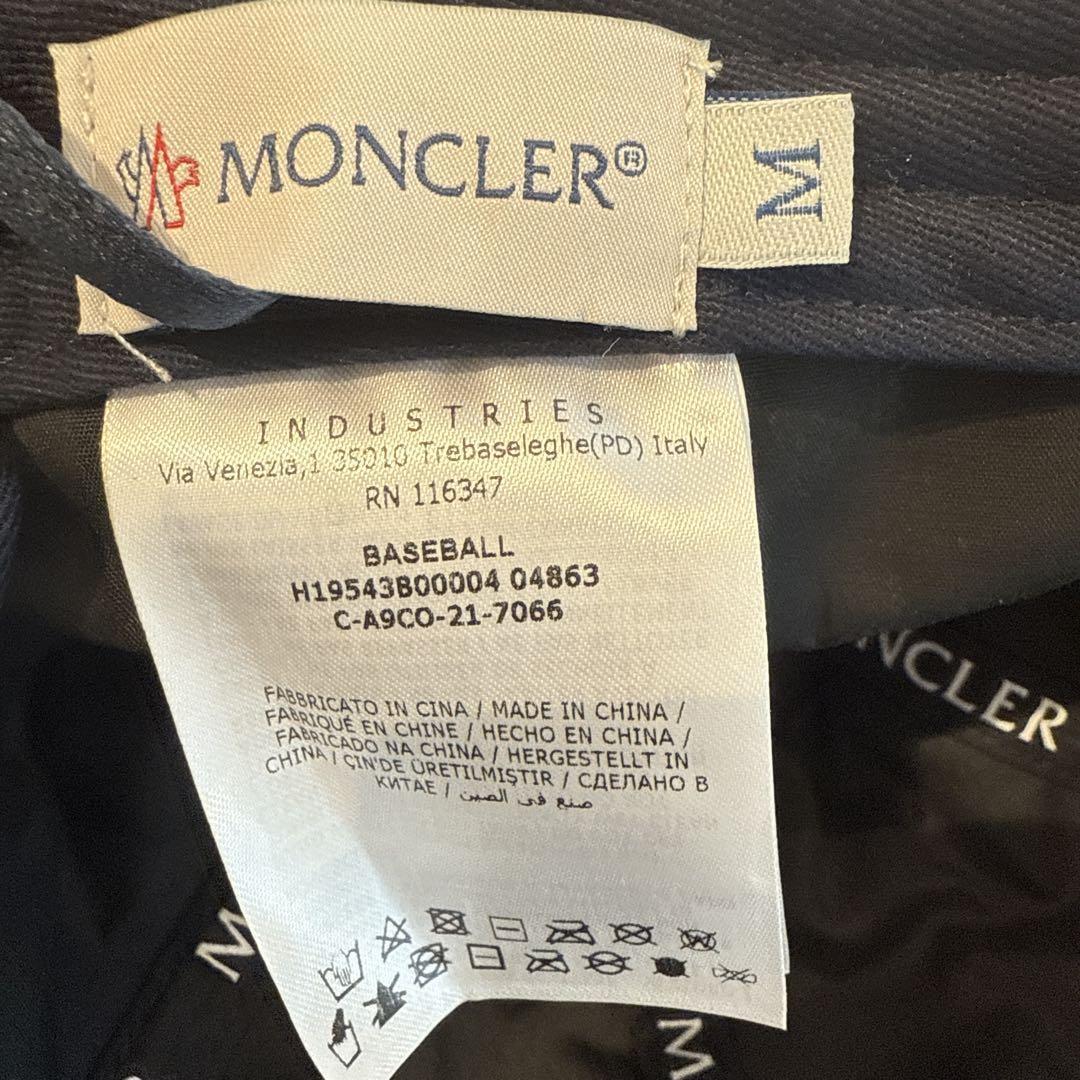 MONCLER®
M
INDUSTRIES
Via Venezia,1 35010 Trebaseleghe(PD) Italy
RN 116347
BASEBALL
H19543B00004 04863
C-A9CO-21-7066
FABBRICATO IN CINA / MADE IN CHINA /
FABRIQUÉ EN CHINE / HECHO EN CHINA /
FABRICADO NA CHINA / HERGESTELLT IN
CHINA / ÇIN'DE ÜRETILMIŞTIR / СДЕЛАНО В
КИТАЕ / صنع في الصين
NCLER
M
M